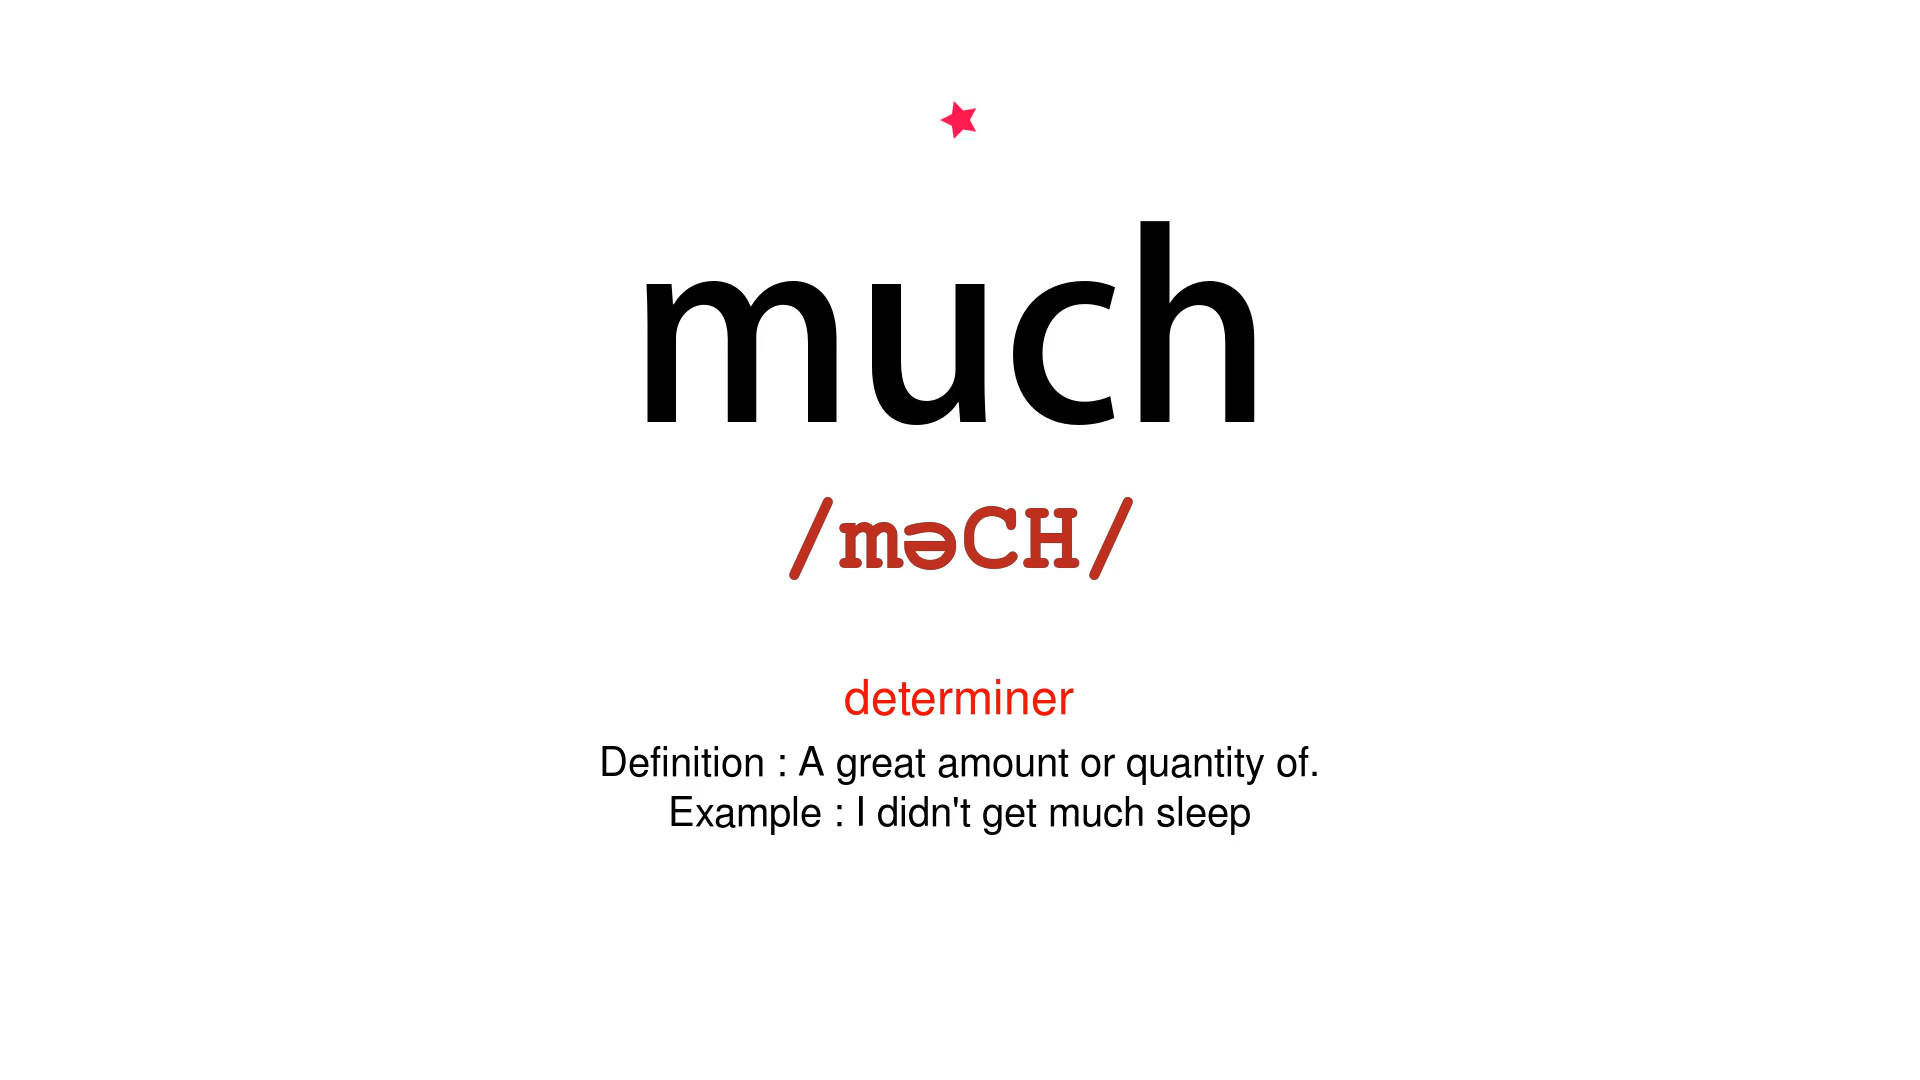 much
/məCH/
determiner
Definition : A great amount or quantity of.
Example : I didn't get much sleep